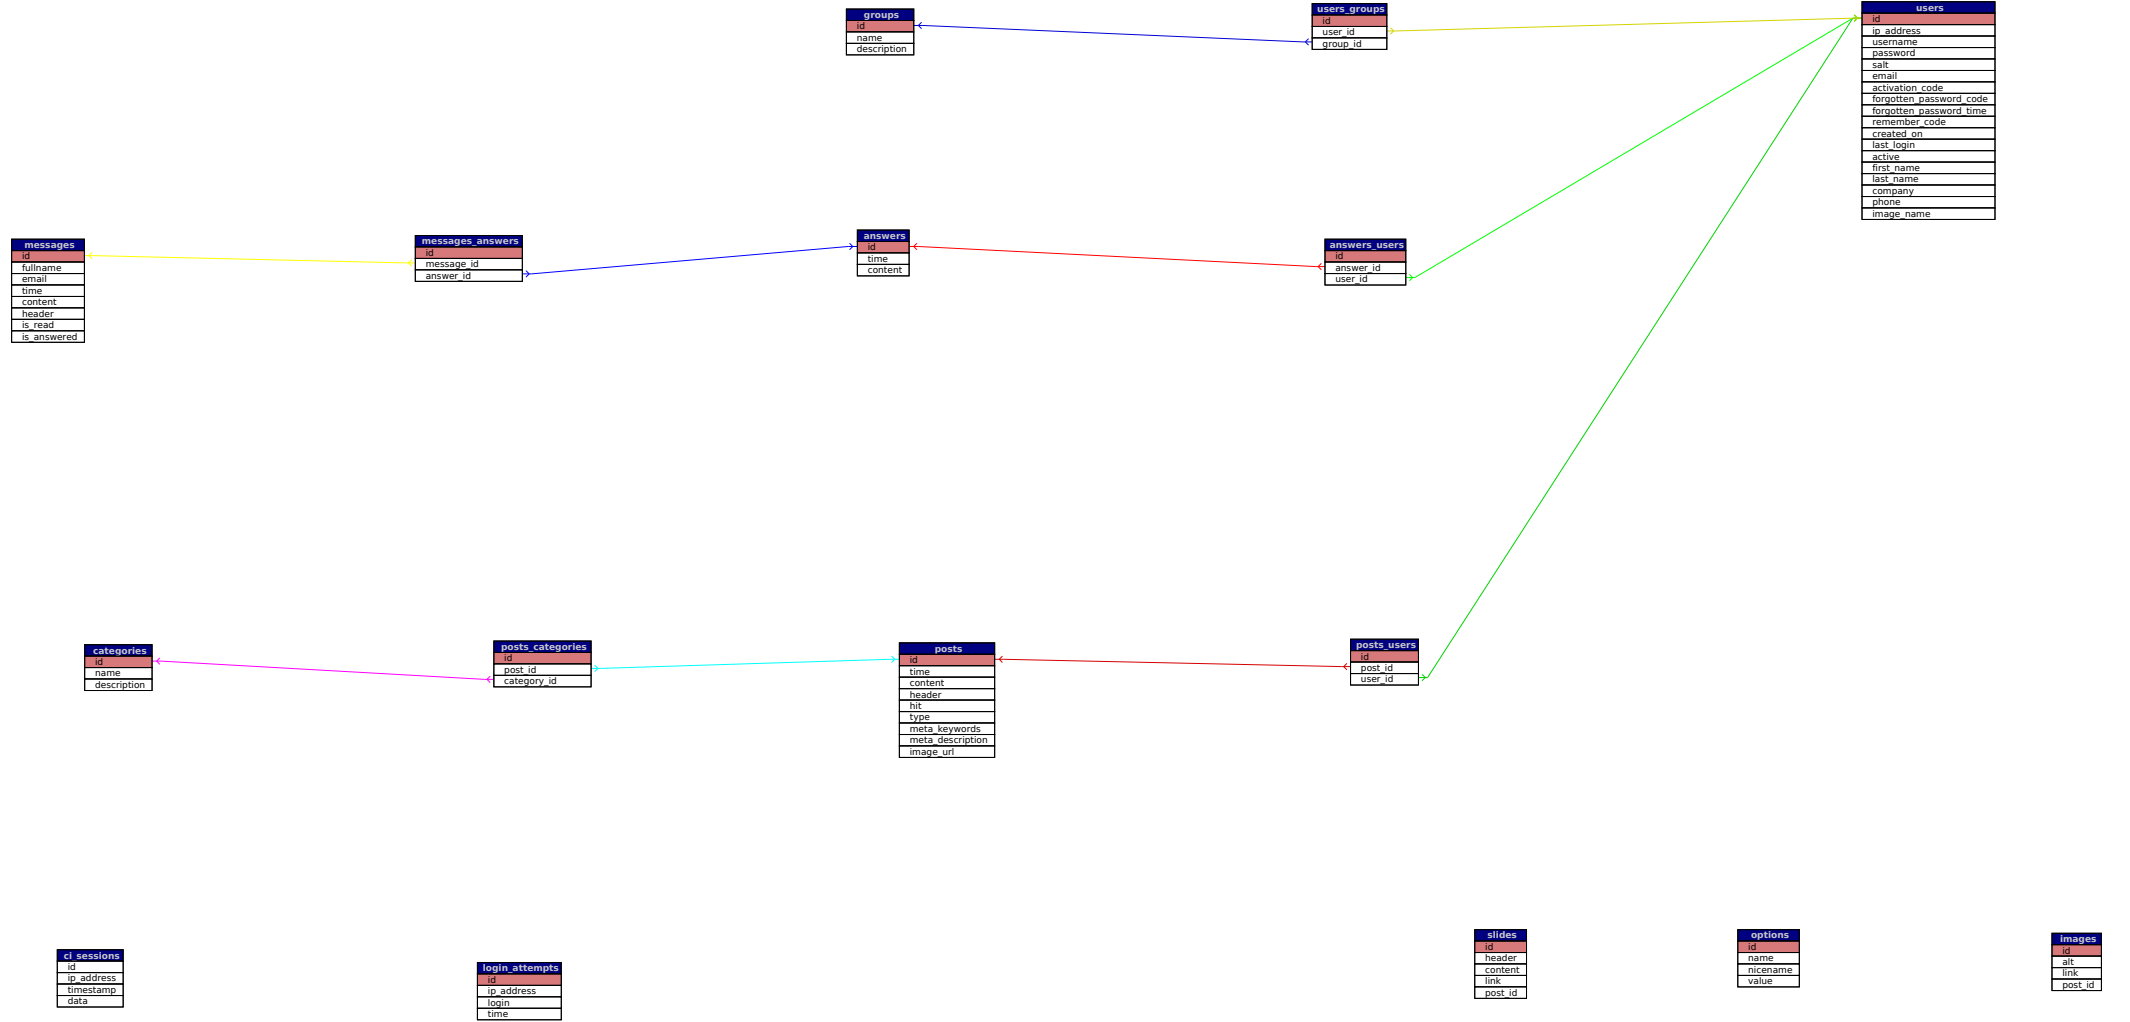 groups
id
name
description
users_groups
id
user_id
group_id
users
id
ip_address
username
password
salt
email
activation_code
forgotten_password_code
forgotten_password_time
remember_code
created_on
last_login
active
first_name
last_name
company
phone
image_name
messages
id
fullname
email
time
content
header
is_read
is_answered
messages_answers
id
message_id
answer_id
answers
id
time
content
answers_users
id
answer_id
user_id
categories
id
name
description
posts_categories
id
post_id
category_id
posts
id
time
content
header
hit
type
meta_keywords
meta_description
image_url
posts_users
id
post_id
user_id
ci_sessions
id
ip_address
timestamp
data
login_attempts
id
ip_address
login
time
slides
id
header
content
link
post_id
options
id
name
nicename
value
images
id
alt
link
post_id